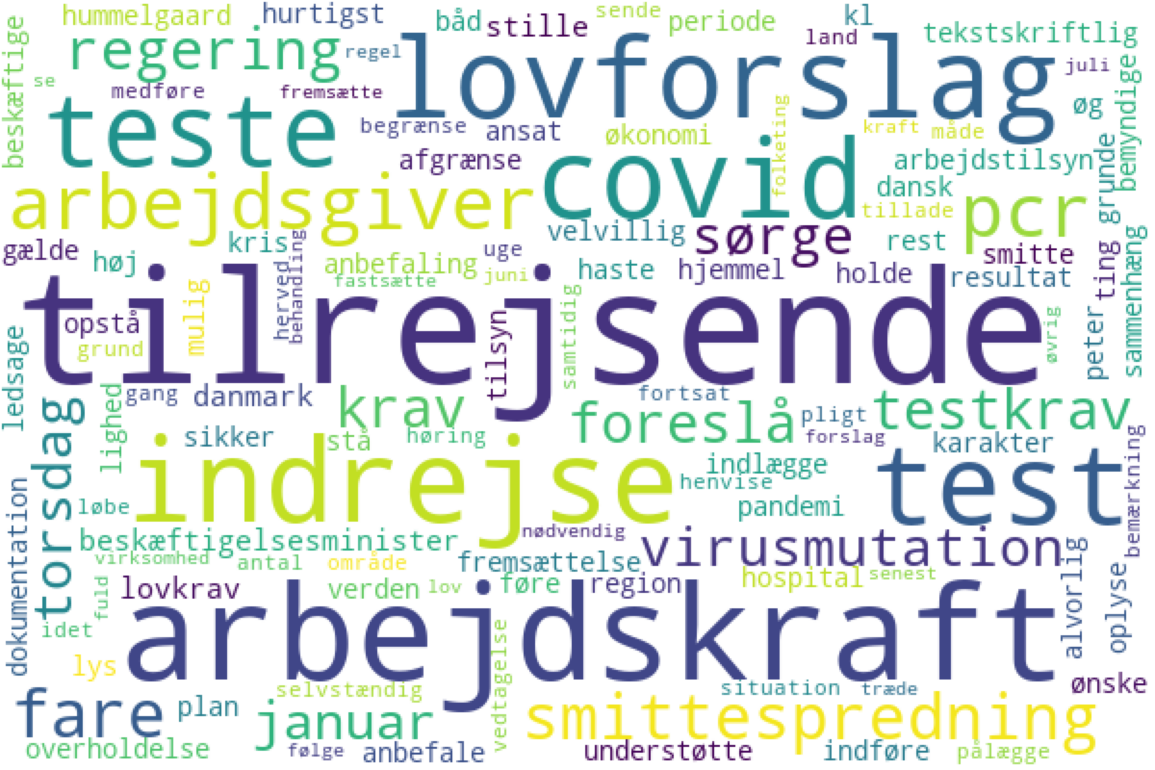 hummelgaard hurtigst båd stille sende periode kl land tekstskriftlig
beskæftige se regering regel lovforslag juli
medføre fremsætte øg
teste begrænse ansat økonomi folketing kraft måde bemyndige
afgrænse covid arbejdstilsyn grunde
arbejdsgiver dansk tillade pcr
gælde kris velvillig sørge rest smitte
høj herved behandling anbefaling uge juni haste hjemmel holde resultat ting sammenhæng
fastsætte
tilrejsende
opstå mulig tilsyn samtidig øvrig peter
grund
ledsage lighed gang danmark krav fortsat pligt testkrav
torsdag sikker stå høring foreslå forslag karakter
indrejse indlægge test bemærkning
henvise
løbe pandemi
dokumentation beskæftigelsesminister nødvendig virusmutation
virksomhed antal område fremsættelse alvorlig oplyse
fuld lovkrav verden lov føre region hospital senest
idet arbejdskraft
lys
selvstændig vedtagelse situation træde ønske
fare plan januar smittespredning
overholdelse følge anbefale understøtte indføre pålægge